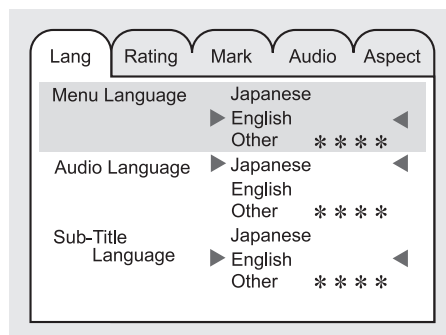 Lang Rating Mark Audio Aspect
Menu Language Japanese
English
Other ****
Audio Language Japanese
English
Other ****
Sub-Title Japanese
Language English
Other ****